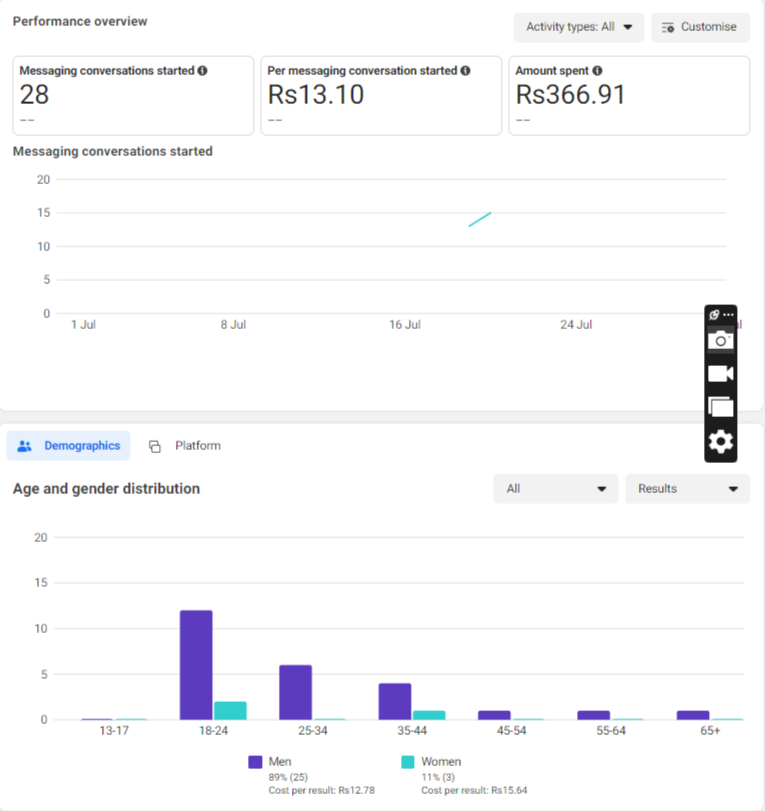 Performance overview
Activity types: All
Customise
Messaging conversations started
28
--
Per messaging conversation started
Rs13.10
--
Amount spent
Rs366.91
--
Messaging conversations started
20
15
10
5
0
1 Jul
8 Jul
16 Jul
24 Jul
Demographics
Platform
Age and gender distribution
All
Results
20
15
10
5
0
13-17
18-24
25-34
35-44
45-54
55-64
65+
Men
89% (25)
Cost per result: Rs12.78
Women
11% (3)
Cost per result: Rs15.64